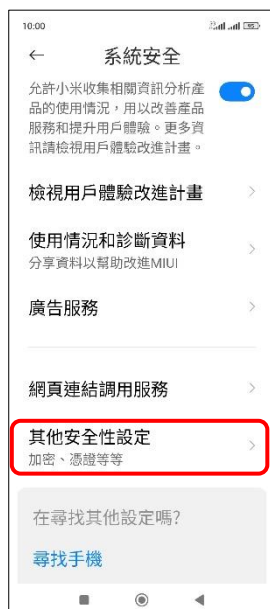 10:00
系統安全
允許小米收集相關資訊分析產
品的使用情況，用以改善產品
服務和提升用戶體驗。更多資
訊請檢視用戶體驗改進計畫。
檢視用戶體驗改進計畫
使用情況和診斷資料
分享資料以幫助改進MIUI
廣告服務
網頁連結調用服務
其他安全性設定
加密、憑證等等
在尋找其他設定嗎?
尋找手機